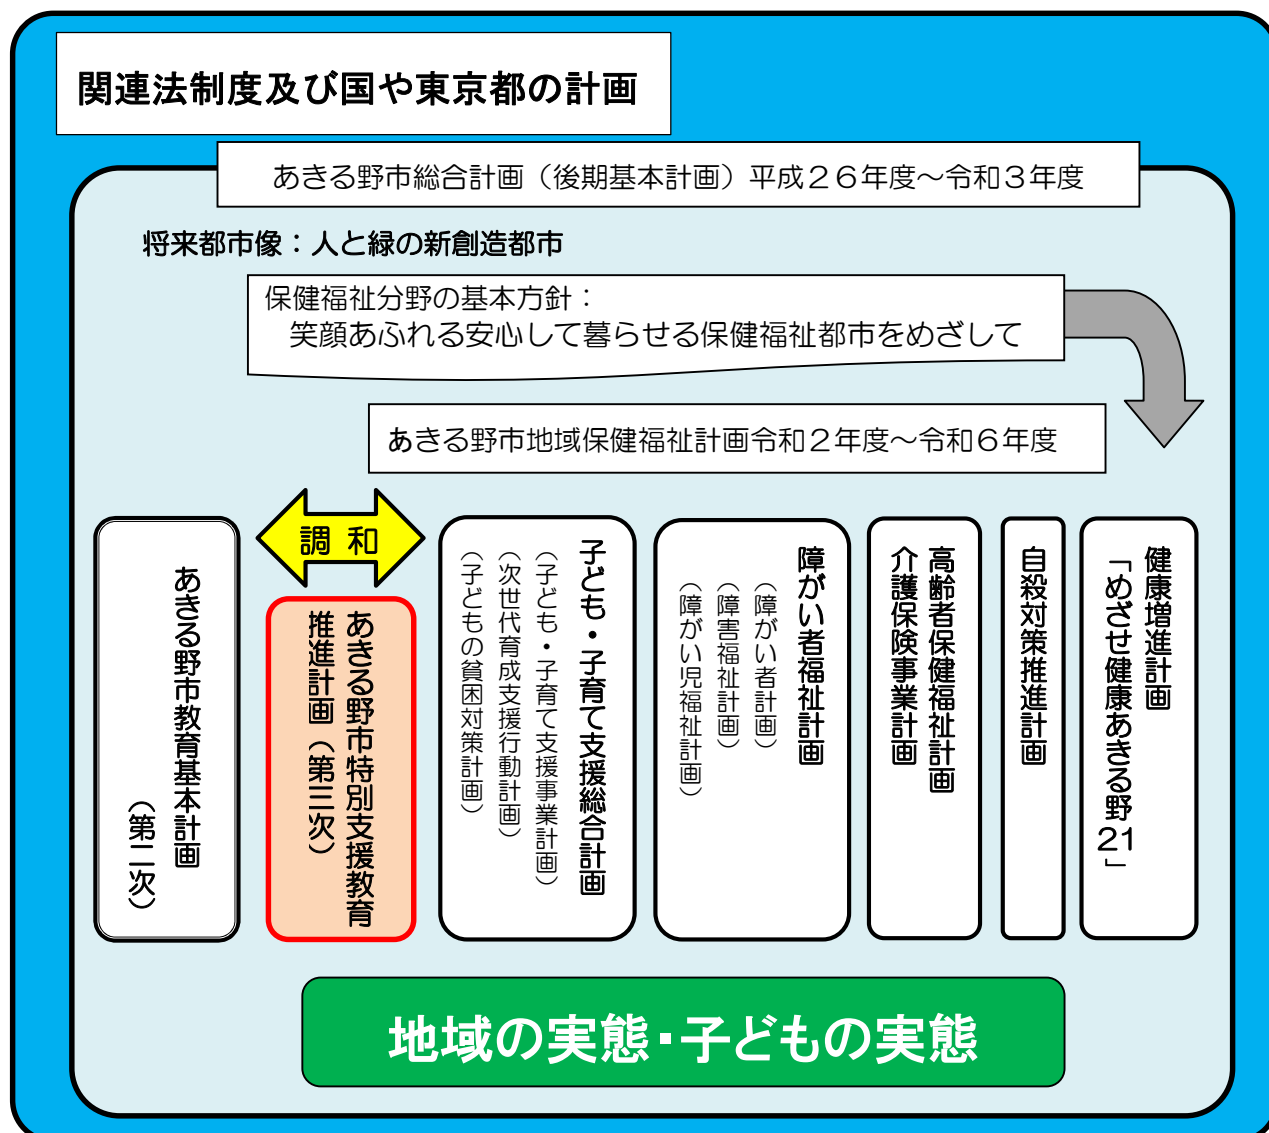 関連法制度及び国や東京都の計画
あきる野市総合計画（後期基本計画）平成２６年度～令和３年度
将来都市像：人と緑の新創造都市
保健福祉分野の基本方針：
笑顔あふれる安心して暮らせる保健福祉都市をめざして
あきる野市地域保健福祉計画令和２年度～令和６年度
調 和
健康増進計画
「めざせ健康あきる野21」
自殺対策推進計画
高齢者保健福祉計画
介護保険事業計画
障がい者福祉計画
（障がい者計画）
（障害福祉計画）
（障がい児福祉計画）
子ども・子育て支援総合計画
（子ども・子育て支援事業計画）
（次世代育成支援行動計画）
（子どもの貧困対策計画）
あきる野市特別支援教育
推進計画（第三次）
あきる野市教育基本計画
（第二次）
地域の実態・子どもの実態